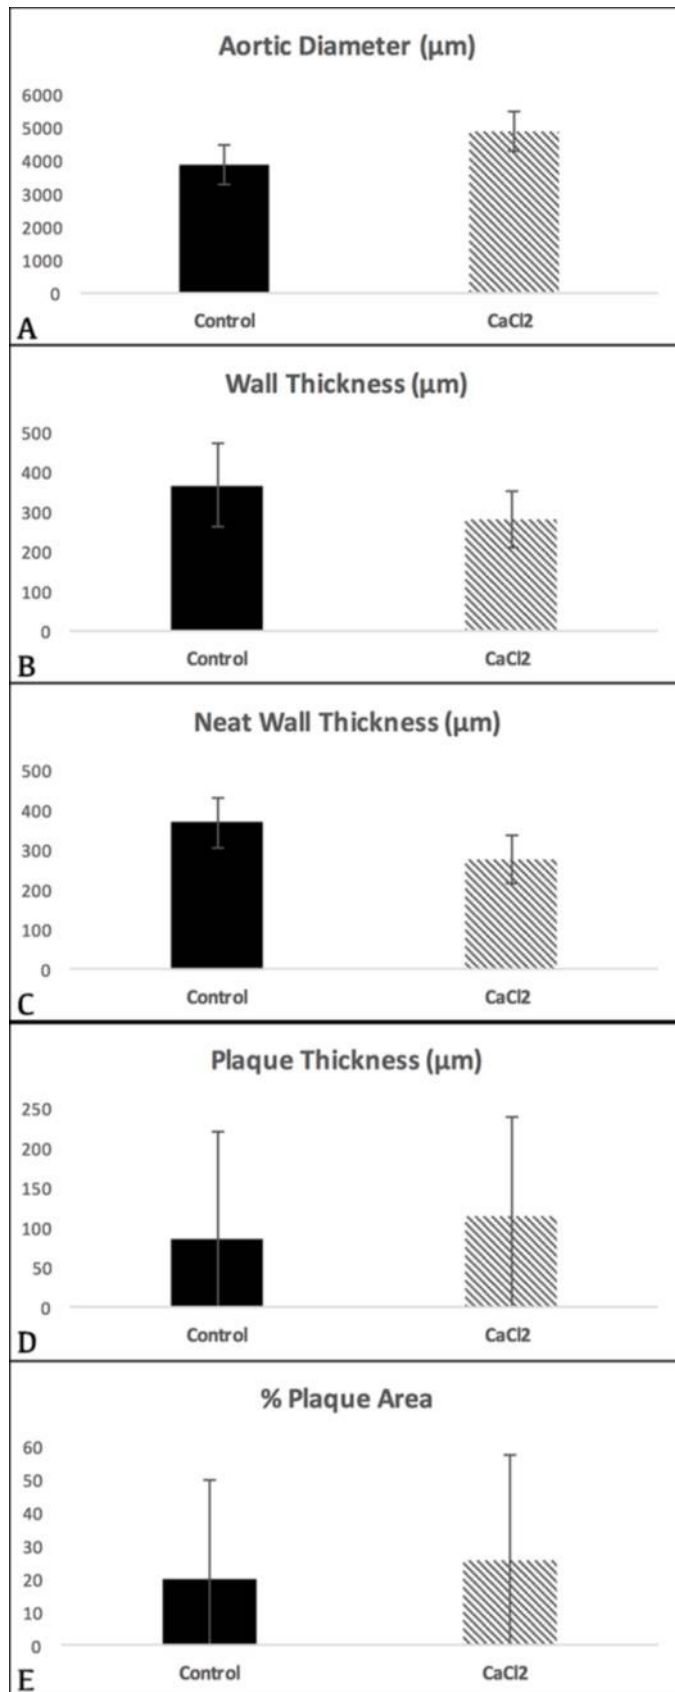 Aortic Diameter (µm)
6000
5000
4000
3000
2000
1000
0
Control CaCl2
A
Wall Thickness (µm)
500
400
300
200
100
0
Control CaCl2
B
Neat Wall Thickness (µm)
500
400
300
200
100
0
Control CaCl2
C
Plaque Thickness (µm)
250
200
150
100
50
0
Control CaCl2
D
% Plaque Area
60
50
40
30
20
10
0
Control CaCl2
E